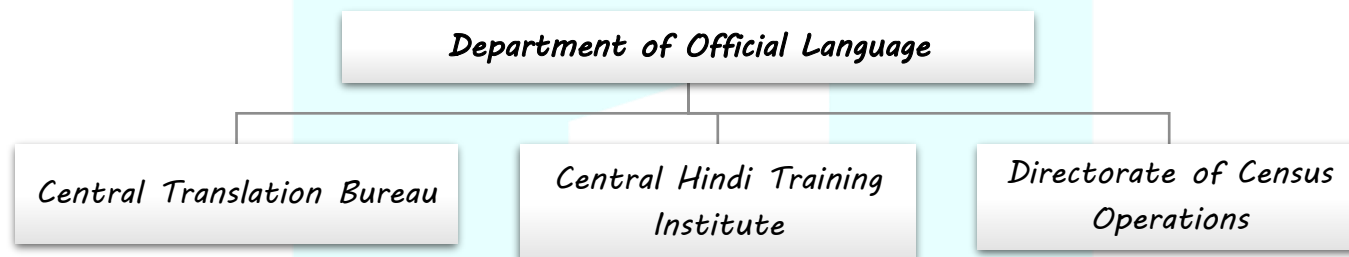 Department of Official Language
Central Translation Bureau
Central Hindi Training
Institute
Directorate of Census
Operations